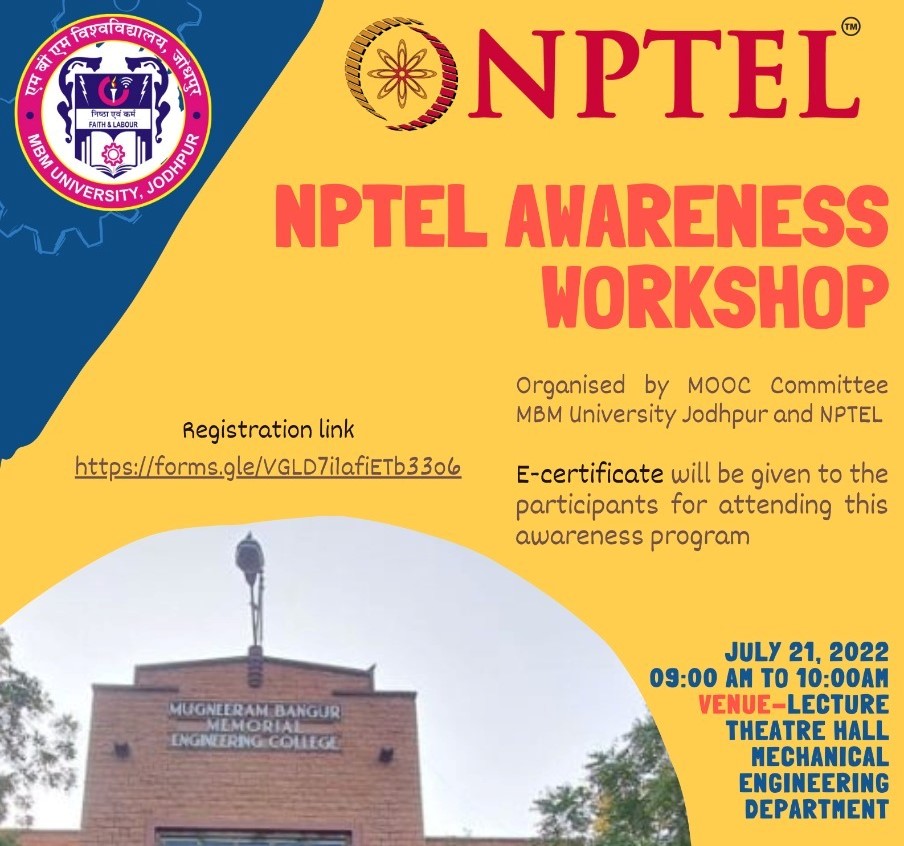 एम बी एम विश्वविद्यालय, जोधपुर
निष्ठा एवं कर्म
FAITH & LABOUR
MBM UNIVERSITY, JODHPUR
NPTEL TM
NPTEL AWARENESS
WORKSHOP
Organised by MOOC Committee
MBM University Jodhpur and NPTEL
Registration link
https://forms.gle/VGLD7i1afiETb33o6
E-certificate will be given to the
participants for attending this
awareness program
MUGNEERAM BANGUR
MEMORIAL
ENGINEERING COLLEGE
JULY 21, 2022
09:00 AM TO 10:00AM
VENUE-LECTURE
THEATRE HALL
MECHANICAL
ENGINEERING
DEPARTMENT